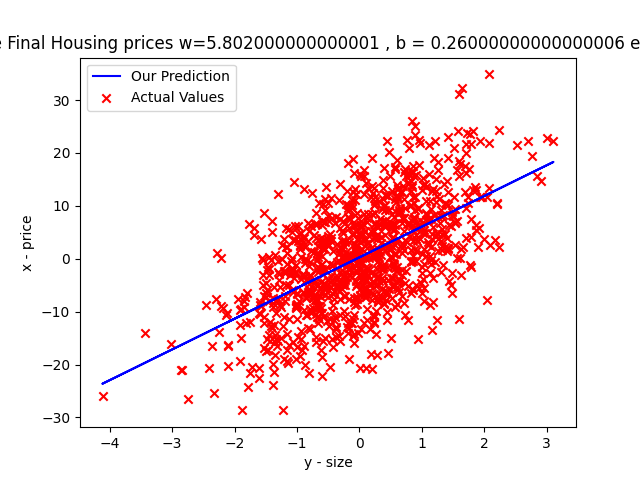 e Final Housing prices w=5.802000000000001 , b = 0.26000000000000006 e
Our Prediction
Actual Values
30
20
10
0
−10
−20
−30
x - price
−4 −3 −2 −1 0 1 2 3
y - size